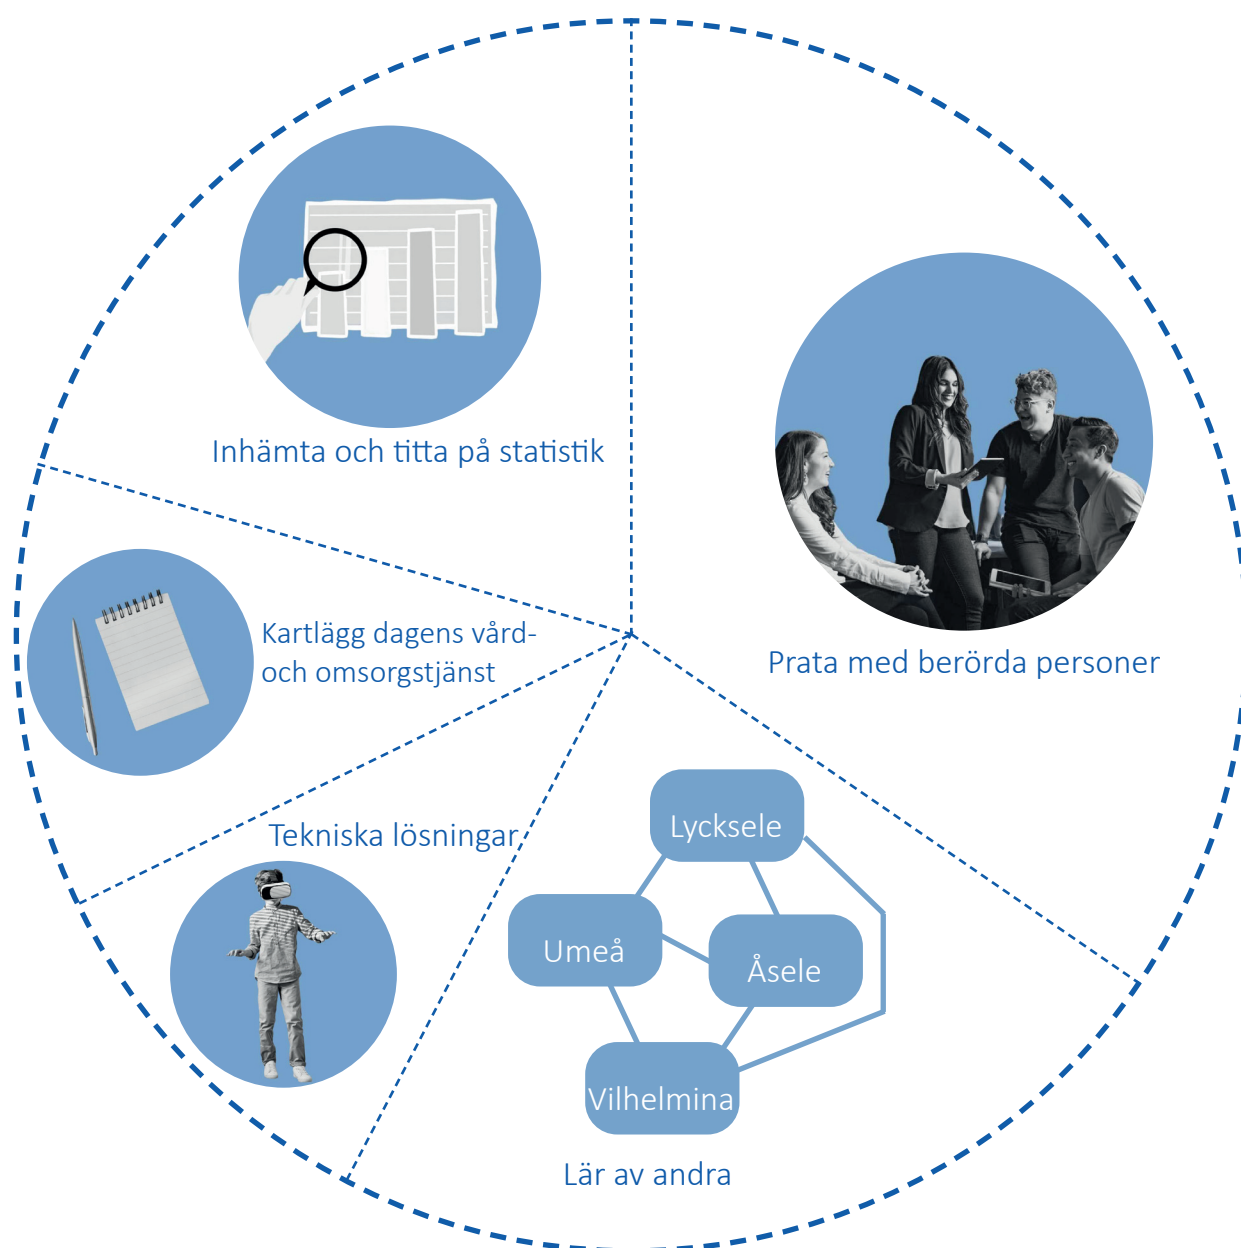 Inhämta och titta på statistik
Prata med berörda personer
Kartlägg dagens vård-
och omsorgstjänst
Tekniska lösningar
Lycksele
Umeå
Åsele
Vilhelmina
Lär av andra